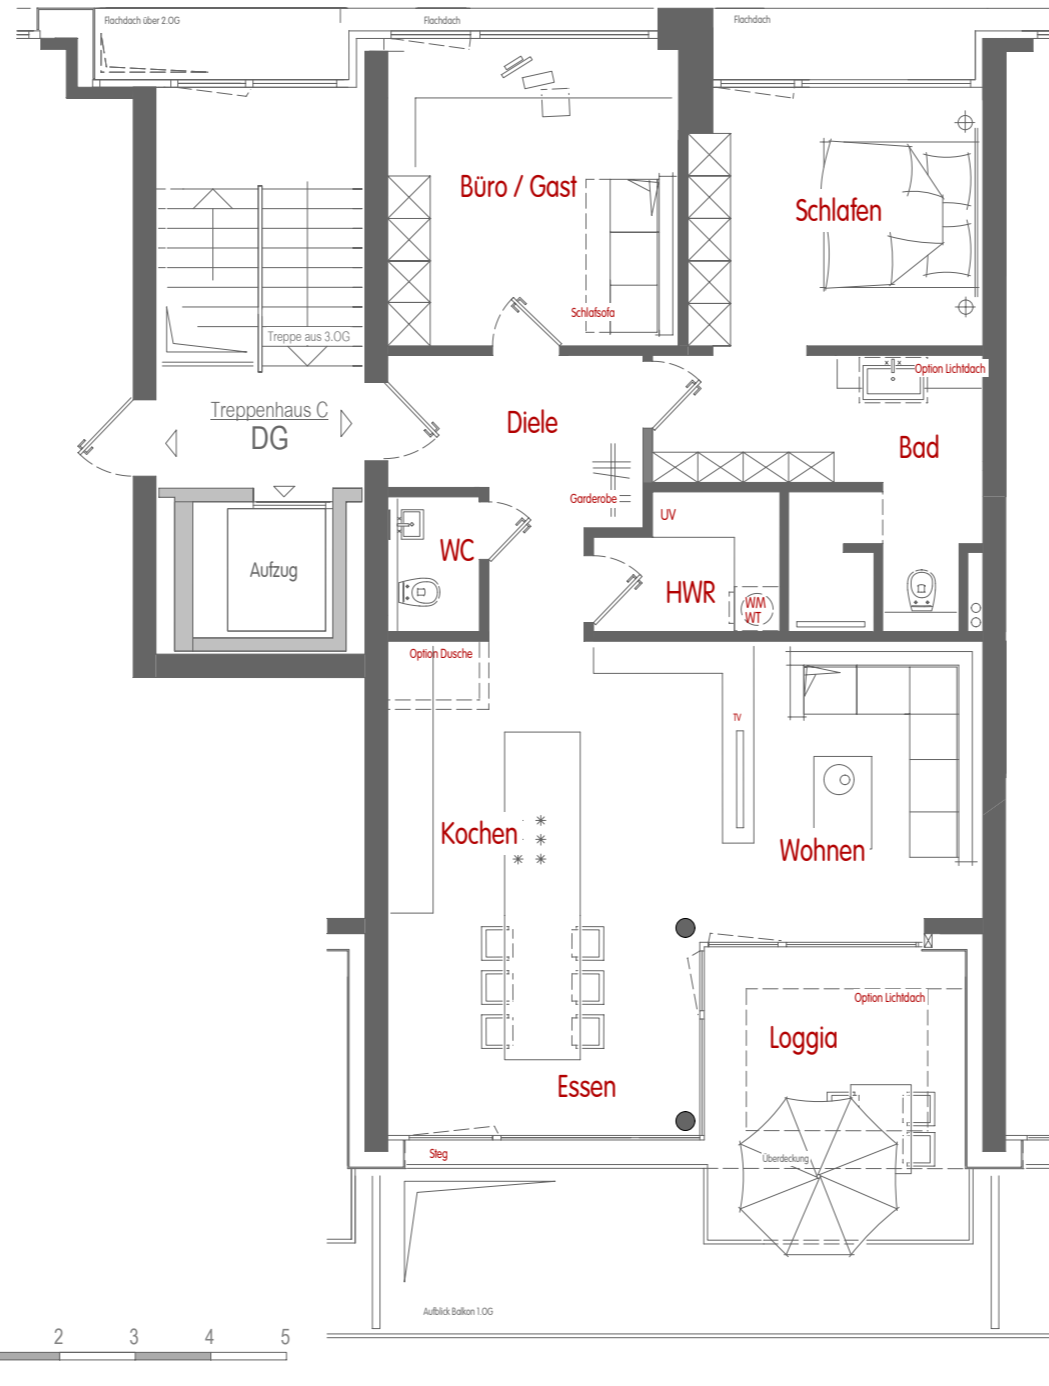 Flachdach über 2.OG
Flachdach
Flachdach
Büro / Gast
Schlafen
Schlafsofa
Treppe aus 3.OG
Option Lichtdach
Treppenhaus C
DG
Diele
Bad
Garderobe
UV
WC
Aufzug
HWR
WM
WT
Option Dusche
TV
Kochen
Wohnen
Option Lichtdach
Loggia
Essen
Steg
Überdeckung
Aufblick Balkon 1.OG
2 3 4 5